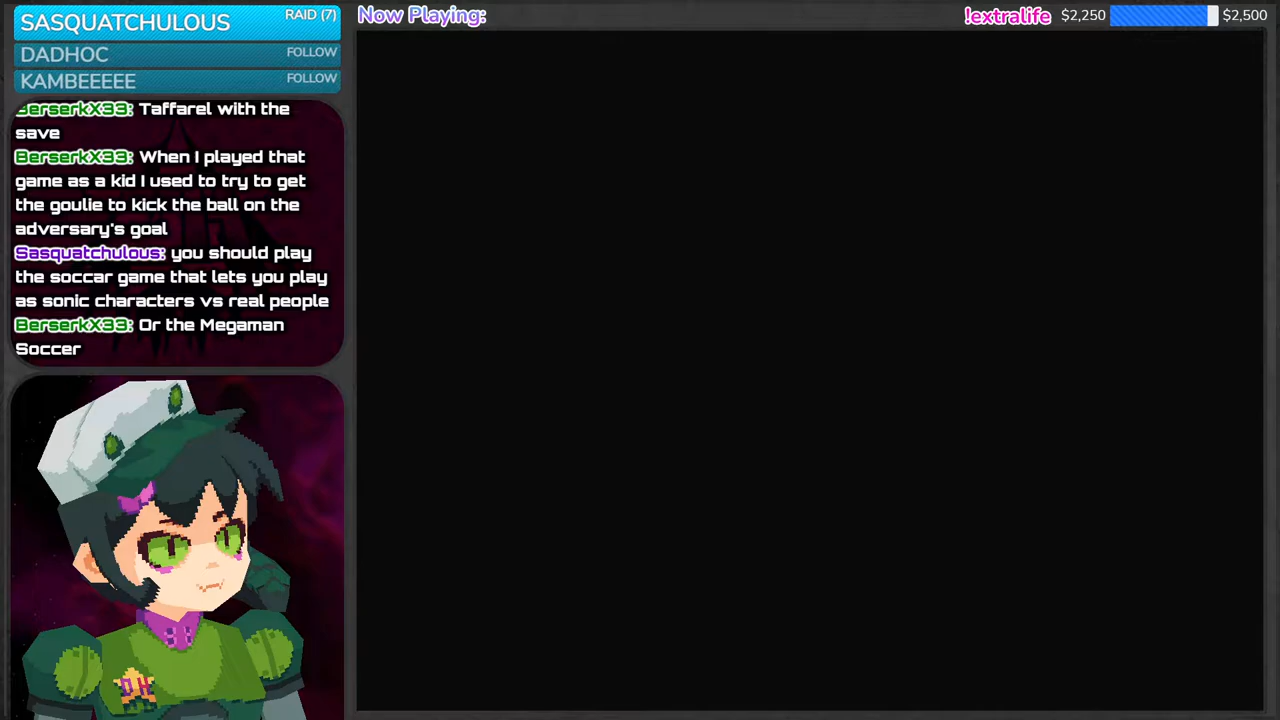 SASQUATCHULOUS
RAID (7)
DADHOC
FOLLOW
KAMBEEEEE
FOLLOW
Now Playing:
!extralife $2,250 $2,500
BerserkX33: Taffarel with the
save
BerserkX33: When I played that
game as a kid I used to try to get
the goulie to kick the ball on the
adversary's goal
Sasquatchulous: you should play
the soccar game that lets you play
as sonic characters vs real people
BerserkX33: Or the Megaman
Soccer
DH